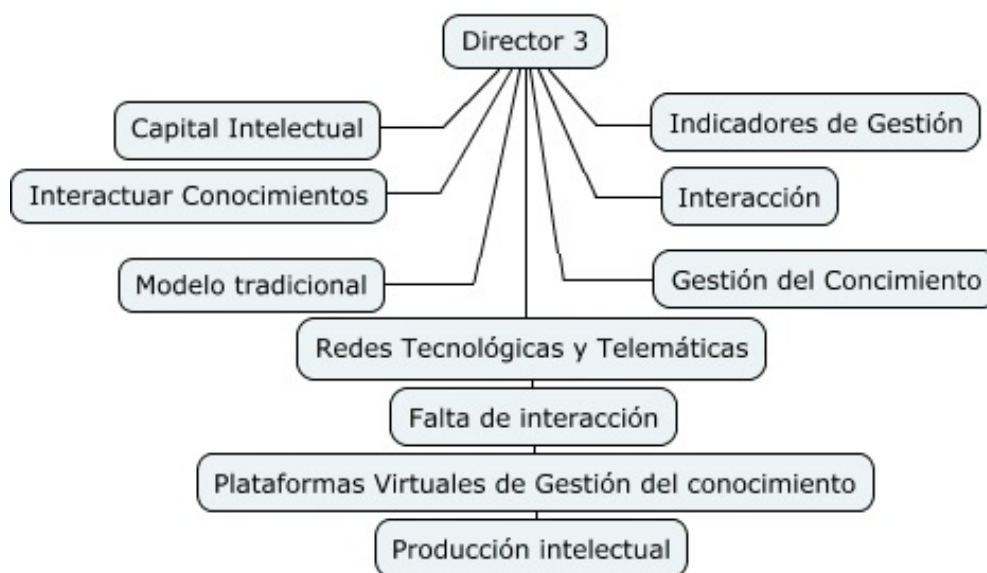 Director 3
Capital Intelectual
Indicadores de Gestión
Interactuar Conocimientos
Interacción
Modelo tradicional
Gestión del Concimiento
Redes Tecnológicas y Telemáticas
Falta de interacción
Plataformas Virtuales de Gestión del conocimiento
Producción intelectual